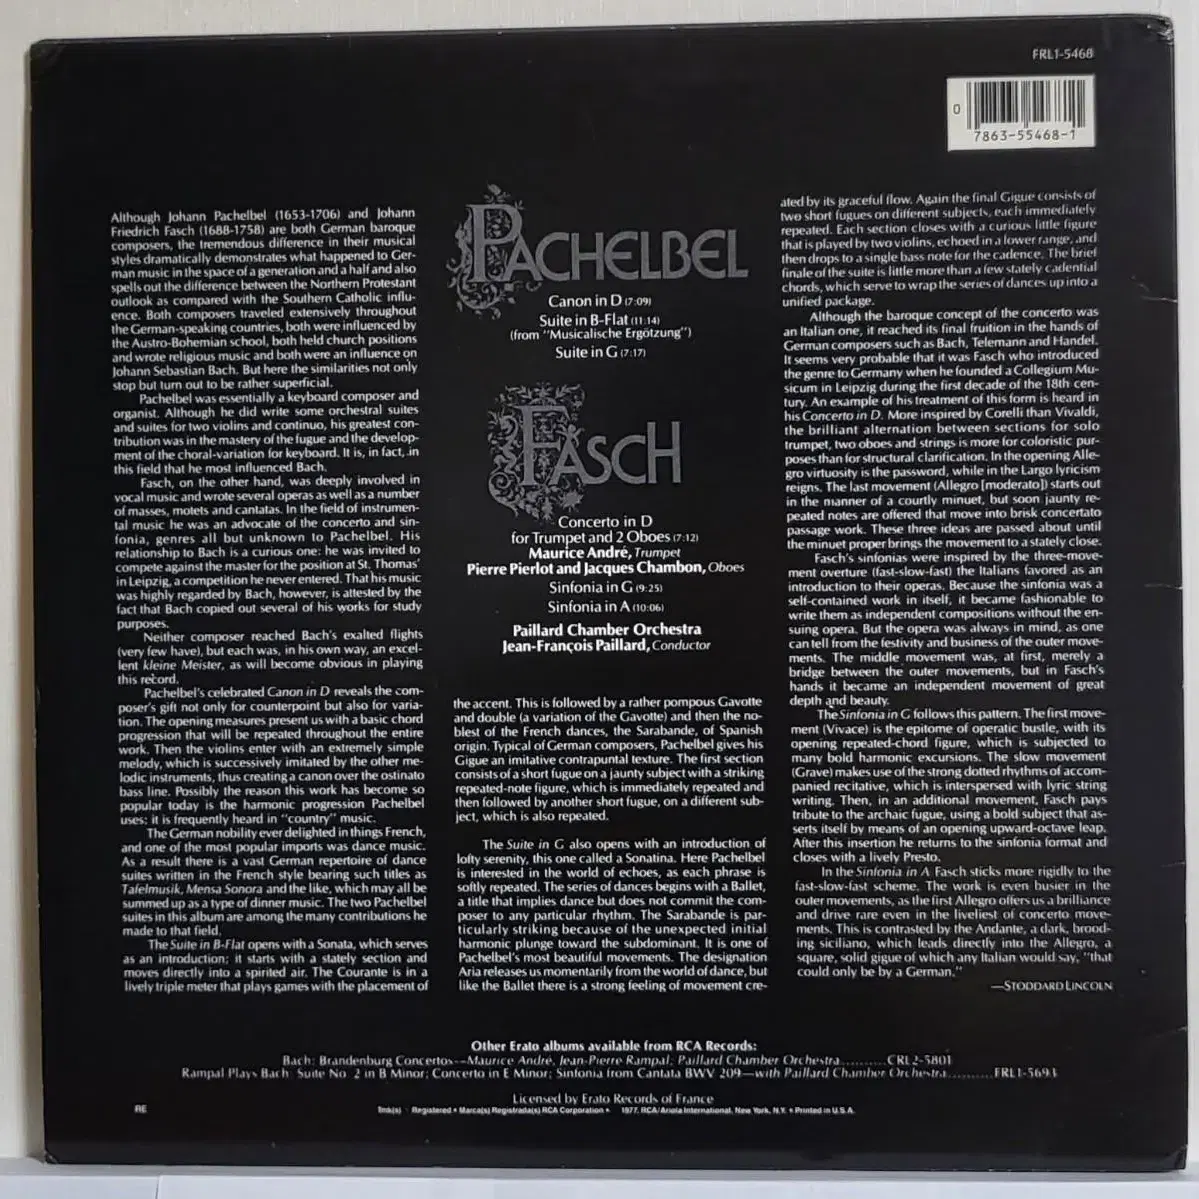 FRL1-5468
0
7863-55468-1
Although Johann Pachelbel (1653-1706) and Johann
Friedrich Fasch (1688-1758) are both German baroque
composers, the tremendous difference in their musical
styles dramatically demonstrates what happened to Ger-
man music in the space of a generation and a half and also
spells out the difference between the Northern Protestant
outlook as compared with the Southern Catholic influ-
ence. Both composers traveled extensively throughout
the German-speaking countries, both were influenced by
the Austro-Bohemian school, both held church positions
and wrote religious music and both were an influence on
Johann Sebastian Bach. But here the similarities not only
stop but turn out to be rather superficial.
Pachelbel was essentially a keyboard composer and
organist. Although he did write some orchestral suites
and suites for two violins and continuo, his greatest con-
tribution was in the mastery of the fugue and the develop-
ment of the choral-variation for keyboard. It is, in fact, in
this field that he most influenced Bach.
Fasch, on the other hand, was deeply involved in
vocal music and wrote several operas as well as a number
of masses, motets and cantatas. In the field of instrumen-
tal music he was an advocate of the concerto and sin-
fonia, genres all but unknown to Pachelbel. His
relationship to Bach is a curious one: he was invited to
compete against the master for the position at St. Thomas'
in Leipzig, a competition he never entered. That his music
was highly regarded by Bach, however, is attested by the
fact that Bach copied out several of his works for study
purposes.
Neither composer reached Bach's exalted flights
(very few have), but each was, in his own way, an excel-
lent kleine Meister, as will become obvious in playing
this record.
Pachelbel's celebrated Canon in D reveals the com-
poser's gift not only for counterpoint but also for varia-
tion. The opening measures present us with a basic chord
progression that will be repeated throughout the entire
work. Then the violins enter with an extremely simple
melody, which is successively imitated by the other me-
lodic instruments, thus creating a canon over the ostinato
bass line. Possibly the reason this work has become so
popular today is the harmonic progression Pachelbel
uses: it is frequently heard in "country" music.
The German nobility ever delighted in things French,
and one of the most popular imports was dance music.
As a result there is a vast German repertoire of dance
suites written in the French style bearing such titles as
Tafelmusik, Mensa Sonora and the like, which may all be
summed up as a type of dinner music. The two Pachelbel
suites in this album are among the many contributions he
made to that field.
The Suite in B-Flat opens with a Sonata, which serves
as an introduction; it starts with a stately section and
moves directly into a spirited air. The Courante is in a
lively triple meter that plays games with the placement of
PACHELBEL
Canon in D (7:09)
Suite in B-Flat (11:14)
(from "Musicalische Ergötzung")
Suite in G (7:17)
FASCH
Concerto in D
for Trumpet and 2 Oboes (7:12)
Maurice André, Trumpet
Pierre Pierlot and Jacques Chambon, Oboes
Sinfonia in G (9:25)
Sinfonia in A (10:06)
Paillard Chamber Orchestra
Jean-François Paillard, Conductor
the accent. This is followed by a rather pompous Gavotte
and double (a variation of the Gavotte) and then the no-
blest of the French dances, the Sarabande, of Spanish
origin. Typical of German composers, Pachelbel gives his
Gigue an imitative contrapuntal texture. The first section
consists of a short fugue on a jaunty subject with a striking
repeated-note figure, which is immediately repeated and
then followed by another short fugue, on a different sub-
ject, which is also repeated.
The Suite in G also opens with an introduction of
lofty serenity, this one called a Sonatina. Here Pachelbel
is interested in the world of echoes, as each phrase is
softly repeated. The series of dances begins with a Ballet,
a title that implies dance but does not commit the com-
poser to any particular rhythm. The Sarabande is par-
ticularly striking because of the unexpected initial
harmonic plunge toward the subdominant. It is one of
Pachelbel's most beautiful movements. The designation
Aria releases us momentarily from the world of dance, but
like the Ballet there is a strong feeling of movement cre-
ated by its graceful flow. Again the final Gigue consists of
two short fugues on different subjects, each immediately
repeated. Each section closes with a curious little figure
that is played by two violins, echoed in a lower range, and
then drops to a single bass note for the cadence. The brief
finale of the suite is little more than a few stately cadential
chords, which serve to wrap the series of dances up into a
unified package.
Although the baroque concept of the concerto was
an Italian one, it reached its final fruition in the hands of
German composers such as Bach, Telemann and Handel.
It seems very probable that it was Fasch who introduced
the genre to Germany when he founded a Collegium Mu-
sicum in Leipzig during the first decade of the 18th cen-
tury. An example of his treatment of this form is heard in
his Concerto in D. More inspired by Corelli than Vivaldi,
the brilliant alternation between sections for solo
trumpet, two oboes and strings is more for coloristic pur-
poses than for structural clarification. In the opening Alle-
gro virtuosity is the password, while in the Largo lyricism
reigns. The last movement (Allegro [moderato]) starts out
in the manner of a courtly minuet, but soon jaunty re-
peated notes are offered that move into brisk concertato
passage work. These three ideas are passed about until
the minuet proper brings the movement to a stately close.
Fasch's sinfonias were inspired by the three-move-
ment overture (fast-slow-fast) the Italians favored as an
introduction to their operas. Because the sinfonia was a
self-contained work in itself, it became fashionable to
write them as independent compositions without the en-
suing opera. But the opera was always in mind, as one
can tell from the festivity and business of the outer move-
ments. The middle movement was, at first, merely a
bridge between the outer movements, but in Fasch's
hands it became an independent movement of great
depth and beauty.
The Sinfonia in G follows this pattern. The first move-
ment (Vivace) is the epitome of operatic bustle, with its
opening repeated-chord figure, which is subjected to
many bold harmonic excursions. The slow movement
(Grave) makes use of the strong dotted rhythms of accom-
panied recitative, which is interspersed with lyric string
writing. Then, in an additional movement, Fasch pays
tribute to the archaic fugue, using a bold subject that as-
serts itself by means of an opening upward-octave leap.
After this insertion he returns to the sinfonia format and
closes with a lively Presto.
In the Sinfonia in A Fasch sticks more rigidly to the
fast-slow-fast scheme. The work is even busier in the
outer movements, as the first Allegro offers us a brilliance
and drive rare even in the liveliest of concerto move-
ments. This is contrasted by the Andante, a dark, brood-
ing siciliano, which leads directly into the Allegro, a
square, solid gigue of which any Italian would say, "that
could only be by a German."
—STODDARD LINCOLN
Other Erato albums available from RCA Records:
Bach: Brandenburg Concertos—Maurice André, Jean-Pierre Rampal; Paillard Chamber Orchestra..........CRL2-5801
Rampal Plays Bach: Suite No. 2 in B Minor; Concerto in E Minor; Sinfonia from Cantata BWV 209—with Paillard Chamber Orchestra..........FRL1-5693
Licensed by Erato Records of France
RE
Tmk(s) Registered • Marca(s) Registrada(s) RCA Corporation • 1977, RCA/Ariola International, New York, N.Y. • Printed in U.S.A.